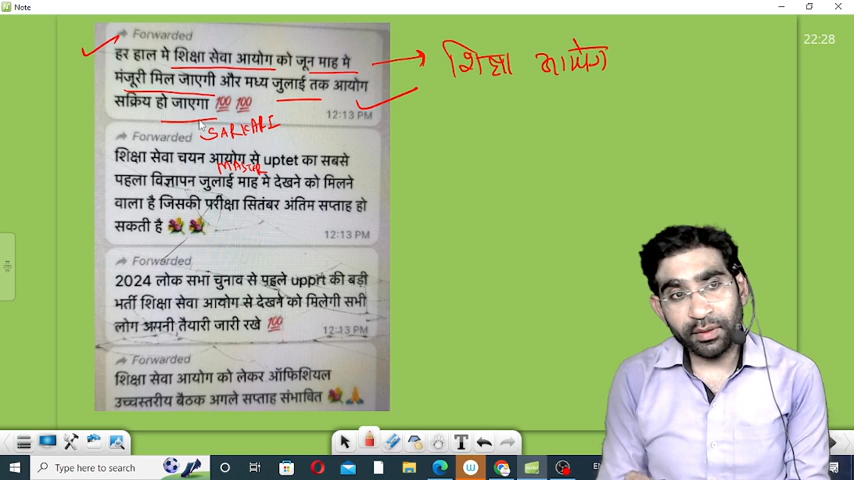 Note
22:28
Forwarded
हर हाल मे शिक्षा सेवा आयोग को जून माह मे
मंजूरी मिल जाएगी और मध्य जुलाई तक आयोग
सक्रिय हो जाएगा 💯 💯
12:13 PM
शिक्षा आयोग
SARKARI
MASTER
Forwarded
शिक्षा सेवा चयन आयोग से uptet का सबसे
पहला विज्ञापन जुलाई माह मे देखने को मिलने
वाला है जिसकी परीक्षा सितंबर अंतिम सप्ताह हो
सकती है 💐 💐
12:13 PM
Forwarded
2024 लोक सभा चुनाव से पहले upprt की बड़ी
भर्ती शिक्षा सेवा आयोग से देखने को मिलेगी सभी
लोग अपनी तैयारी जारी रखे 💯
12:13 PM
Forwarded
शिक्षा सेवा आयोग को लेकर ऑफिशियल
उच्चस्तरीय बैठक अगले सप्ताह संभावित 💐 🙏
Type here to search